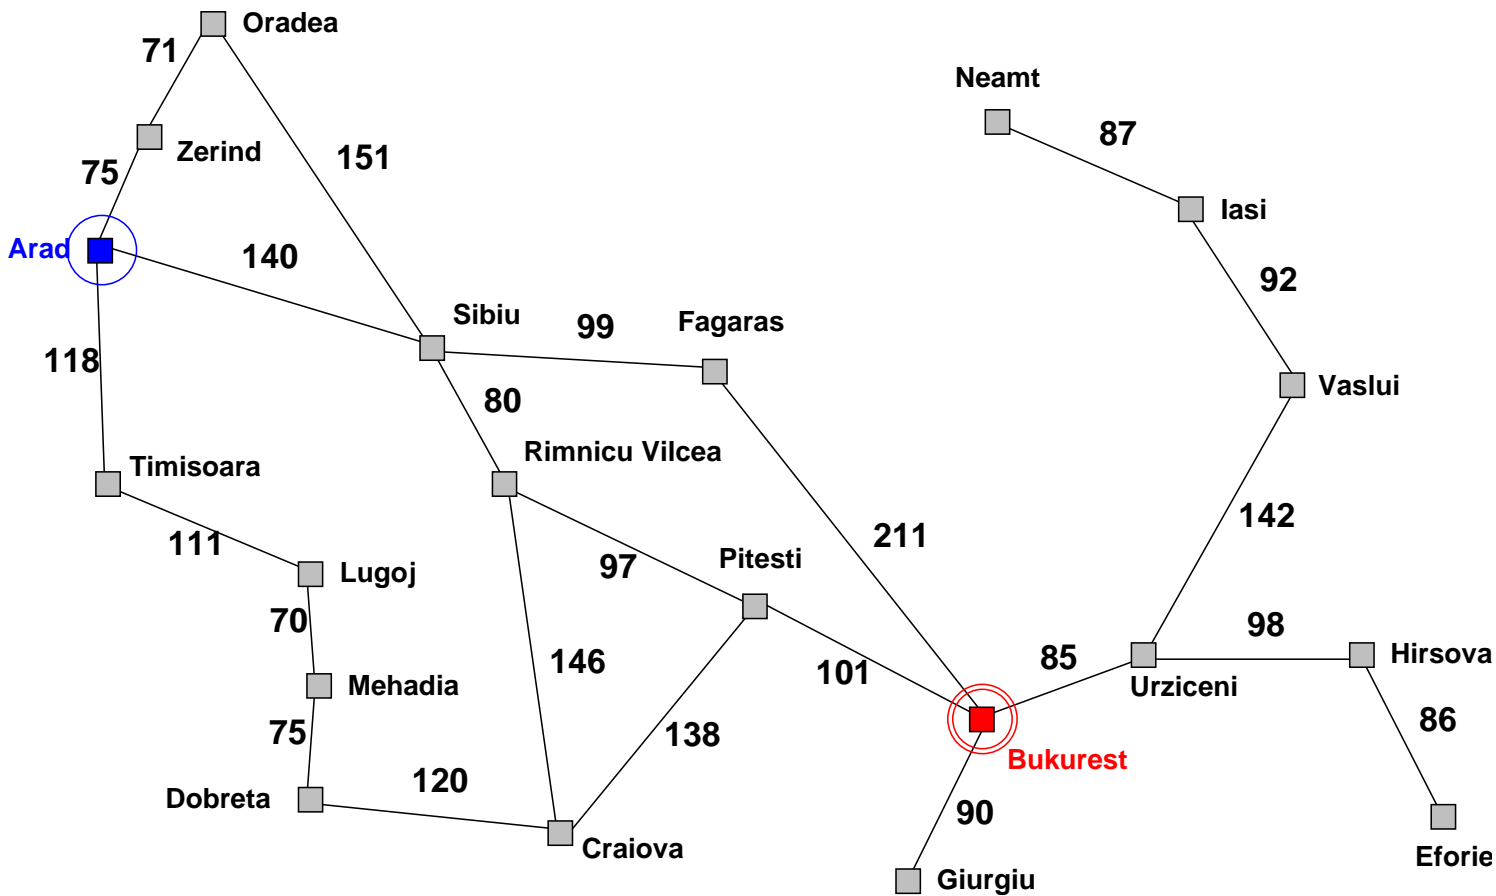 Oradea
71
Neamt
87
Zerind
151
75
Iasi
Arad
140
92
Sibiu
99
Fagaras
118
80
Vaslui
Rimnicu Vilcea
Timisoara
142
211
111
97
Pitesti
Lugoj
70
98
146
85
Hirsova
101
Urziceni
Mehadia
86
75
138
Bukurest
120
Dobreta
90
Craiova
Eforie
Giurgiu